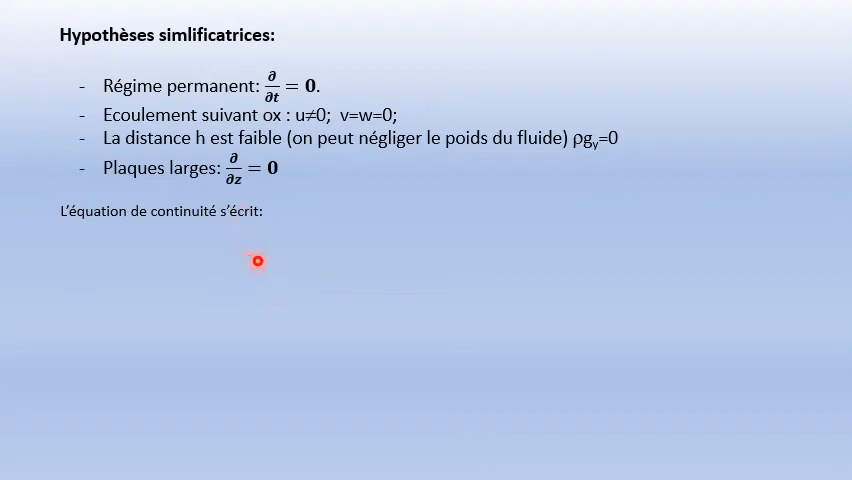 Hypothèses simlificatrices:
- Régime permanent: ∂/∂t = 0.
- Ecoulement suivant ox : u≠0; v=w=0;
- La distance h est faible (on peut négliger le poids du fluide) ρgy=0
- Plaques larges: ∂/∂z = 0
L'équation de continuité s'écrit: